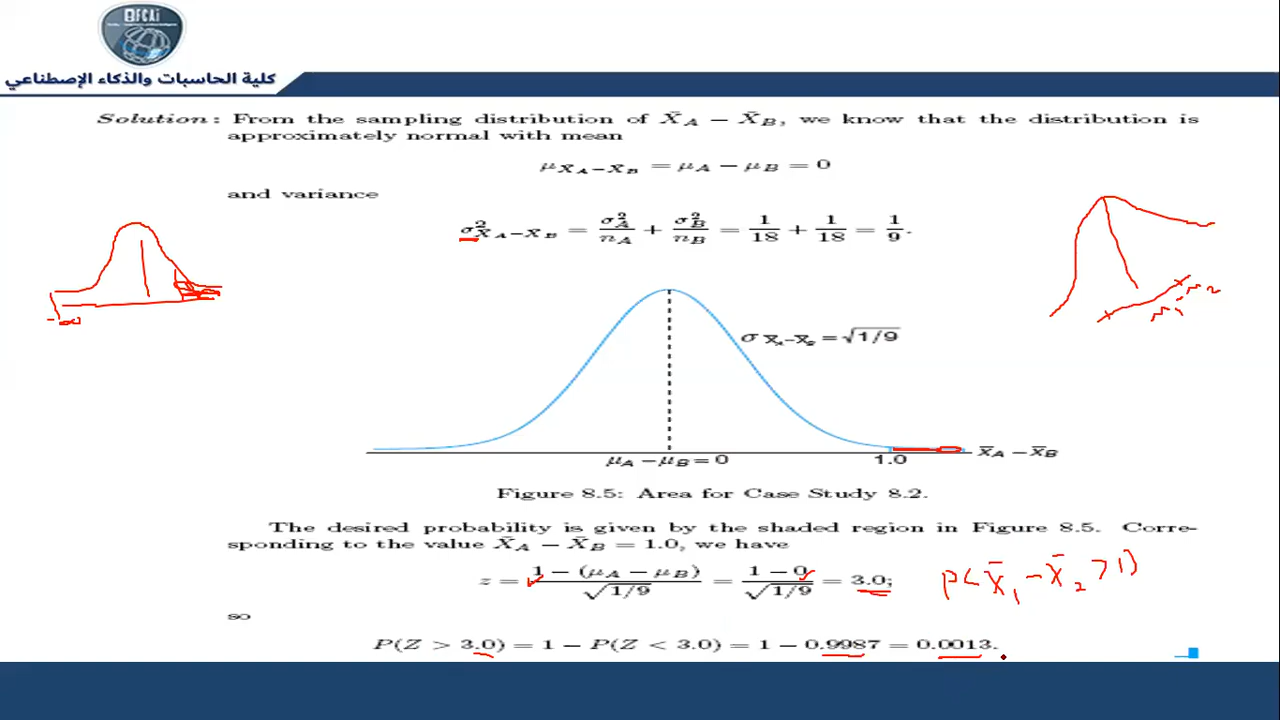 FCAi
كلية الحاسبات والذكاء الإصطناعي
Solution: From the sampling distribution of X̄_A − X̄_B, we know that the distribution is
approximately normal with mean
μ_{X̄_A−X̄_B} = μ_A − μ_B = 0
and variance
σ²_{X̄_A−X̄_B} = σ²_A/n_A + σ²_B/n_B = 1/18 + 1/18 = 1/9.
-∞
μ1
μ2
σ_{X̄_A−X̄_B} = √1/9
μ_A − μ_B = 0
1.0
x̄_A − x̄_B
Figure 8.5: Area for Case Study 8.2.
The desired probability is given by the shaded region in Figure 8.5. Corre-
sponding to the value X̄_A − X̄_B = 1.0, we have
z = (1 − (μ_A − μ_B))/√1/9 = (1 − 0)/√1/9 = 3.0;
P(X̄_1 − X̄_2 > 1)
so
P(Z > 3.0) = 1 − P(Z < 3.0) = 1 − 0.9987 = 0.0013.